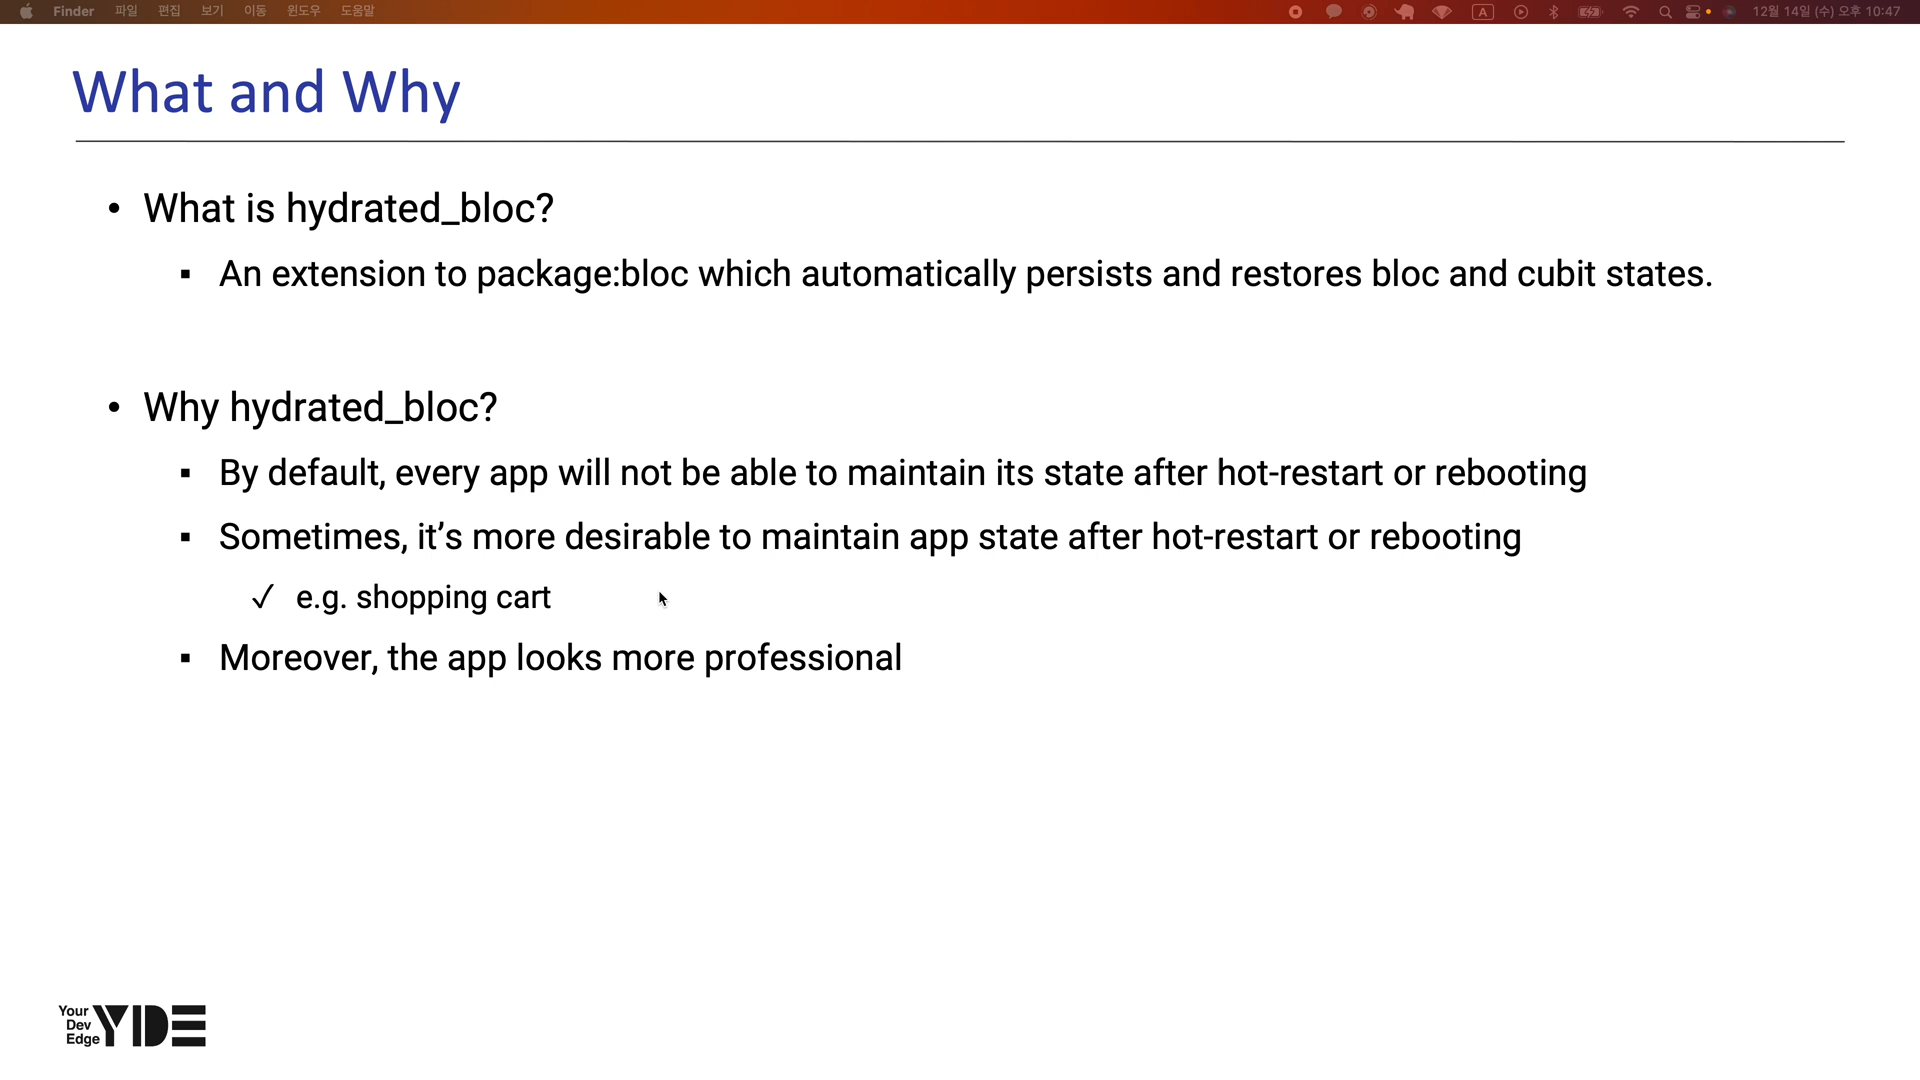 Finder 파일 편집 보기 이동 윈도우 도움말 A 12월 14일 (수) 오후 10:47
What and Why
• What is hydrated_bloc?
▪ An extension to package:bloc which automatically persists and restores bloc and cubit states.
• Why hydrated_bloc?
▪ By default, every app will not be able to maintain its state after hot-restart or rebooting
▪ Sometimes, it’s more desirable to maintain app state after hot-restart or rebooting
✓ e.g. shopping cart
▪ Moreover, the app looks more professional
Your
Dev
Edge
YDE